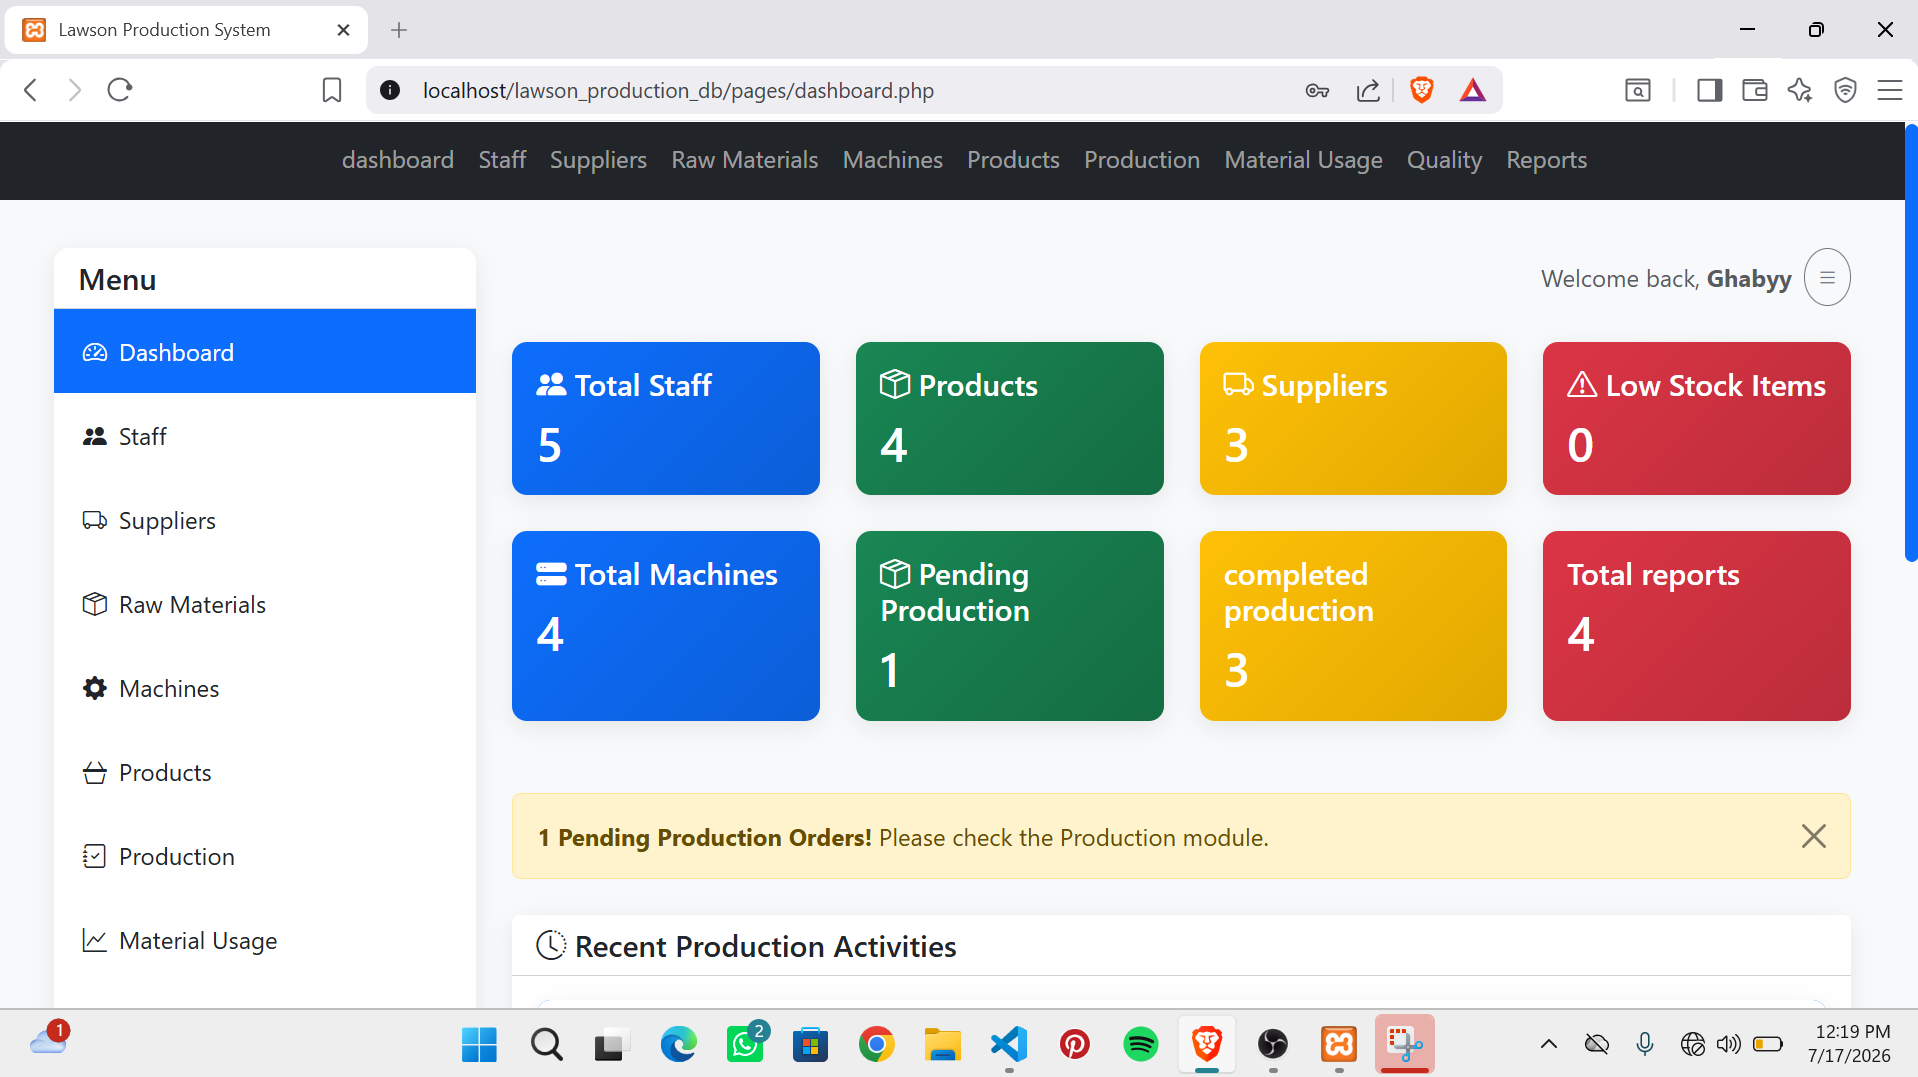 Lawson Production System
localhost/lawson_production_db/pages/dashboard.php
dashboard Staff Suppliers Raw Materials Machines Products Production Material Usage Quality Reports
Menu
Dashboard
Staff
Suppliers
Raw Materials
Machines
Products
Production
Material Usage
Welcome back, Ghabyy
Total Staff
5
Products
4
Suppliers
3
Low Stock Items
0
Total Machines
4
Pending
Production
1
completed
production
3
Total reports
4
1 Pending Production Orders! Please check the Production module.
Recent Production Activities
1
2
12:19 PM
7/17/2026